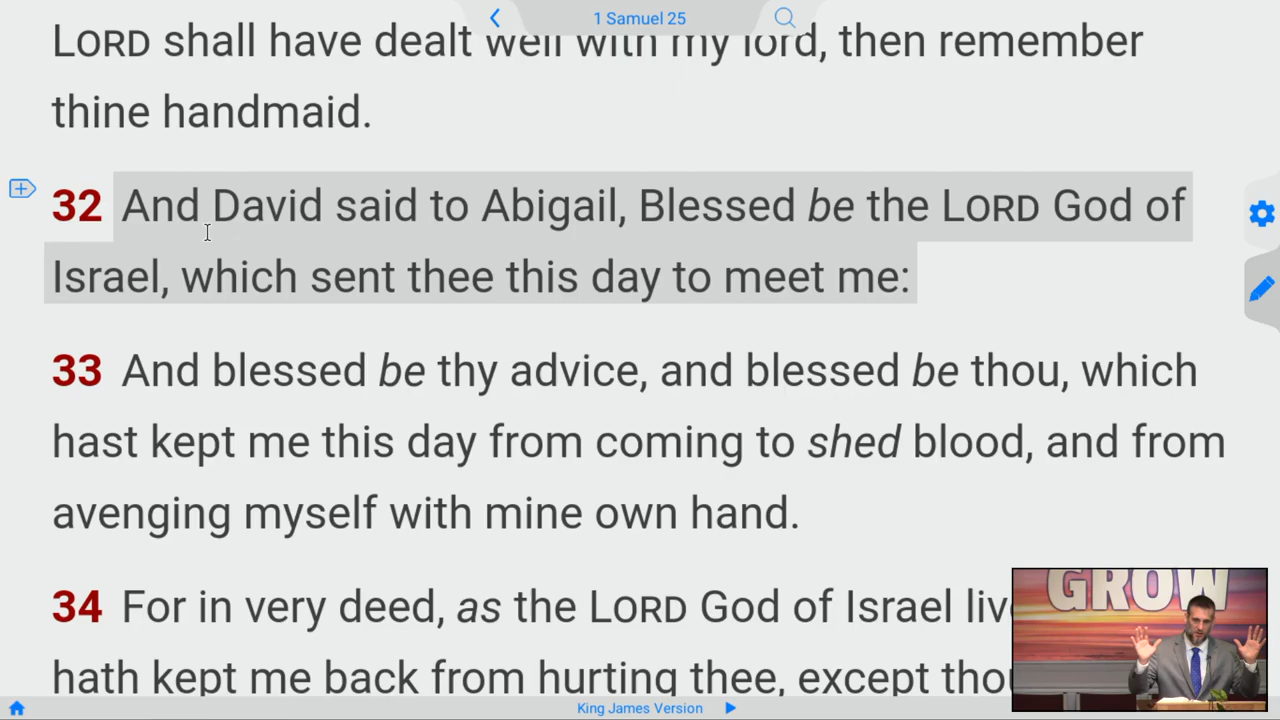 1 Samuel 25
LORD shall have dealt well with my lord, then remember
thine handmaid.
32 And David said to Abigail, Blessed be the LORD God of
Israel, which sent thee this day to meet me:
33 And blessed be thy advice, and blessed be thou, which
hast kept me this day from coming to shed blood, and from
avenging myself with mine own hand.
34 For in very deed, as the LORD God of Israel
hath kept me back from hurting thee, except
GROW
King James Version